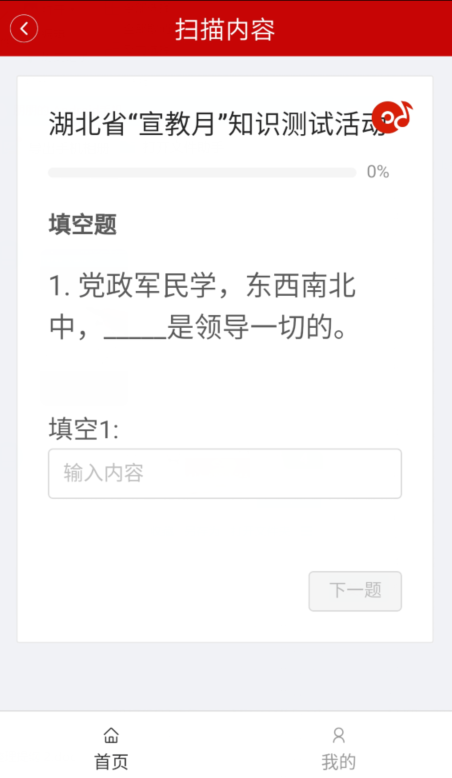 扫描内容
湖北省“宣教月”知识测试活动
0%
填空题
1. 党政军民学，东西南北
中，_____是领导一切的。
填空1:
输入内容
下一题
首页
我的